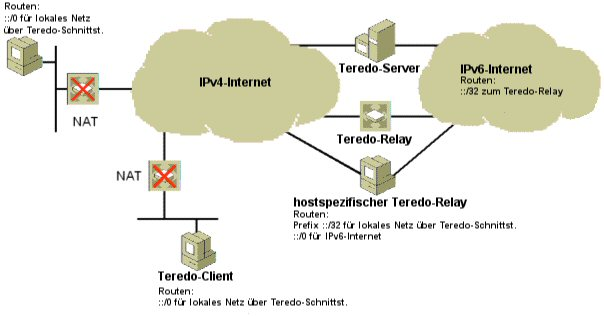 Routen:
::/0 für lokales Netz
über Teredo-Schnittst.
NAT
IPv4-Internet
Teredo-Server
IPv6-Internet
Routen:
::/32 zum Teredo-Relay
Teredo-Relay
NAT
hostspezifischer Teredo-Relay
Routen:
Prefix ::/32 für lokales Netz über Teredo-Schnittst.
::/0 für IPv6-Internet
Teredo-Client
Routen:
::/0 für lokales Netz über Teredo-Schnittst.